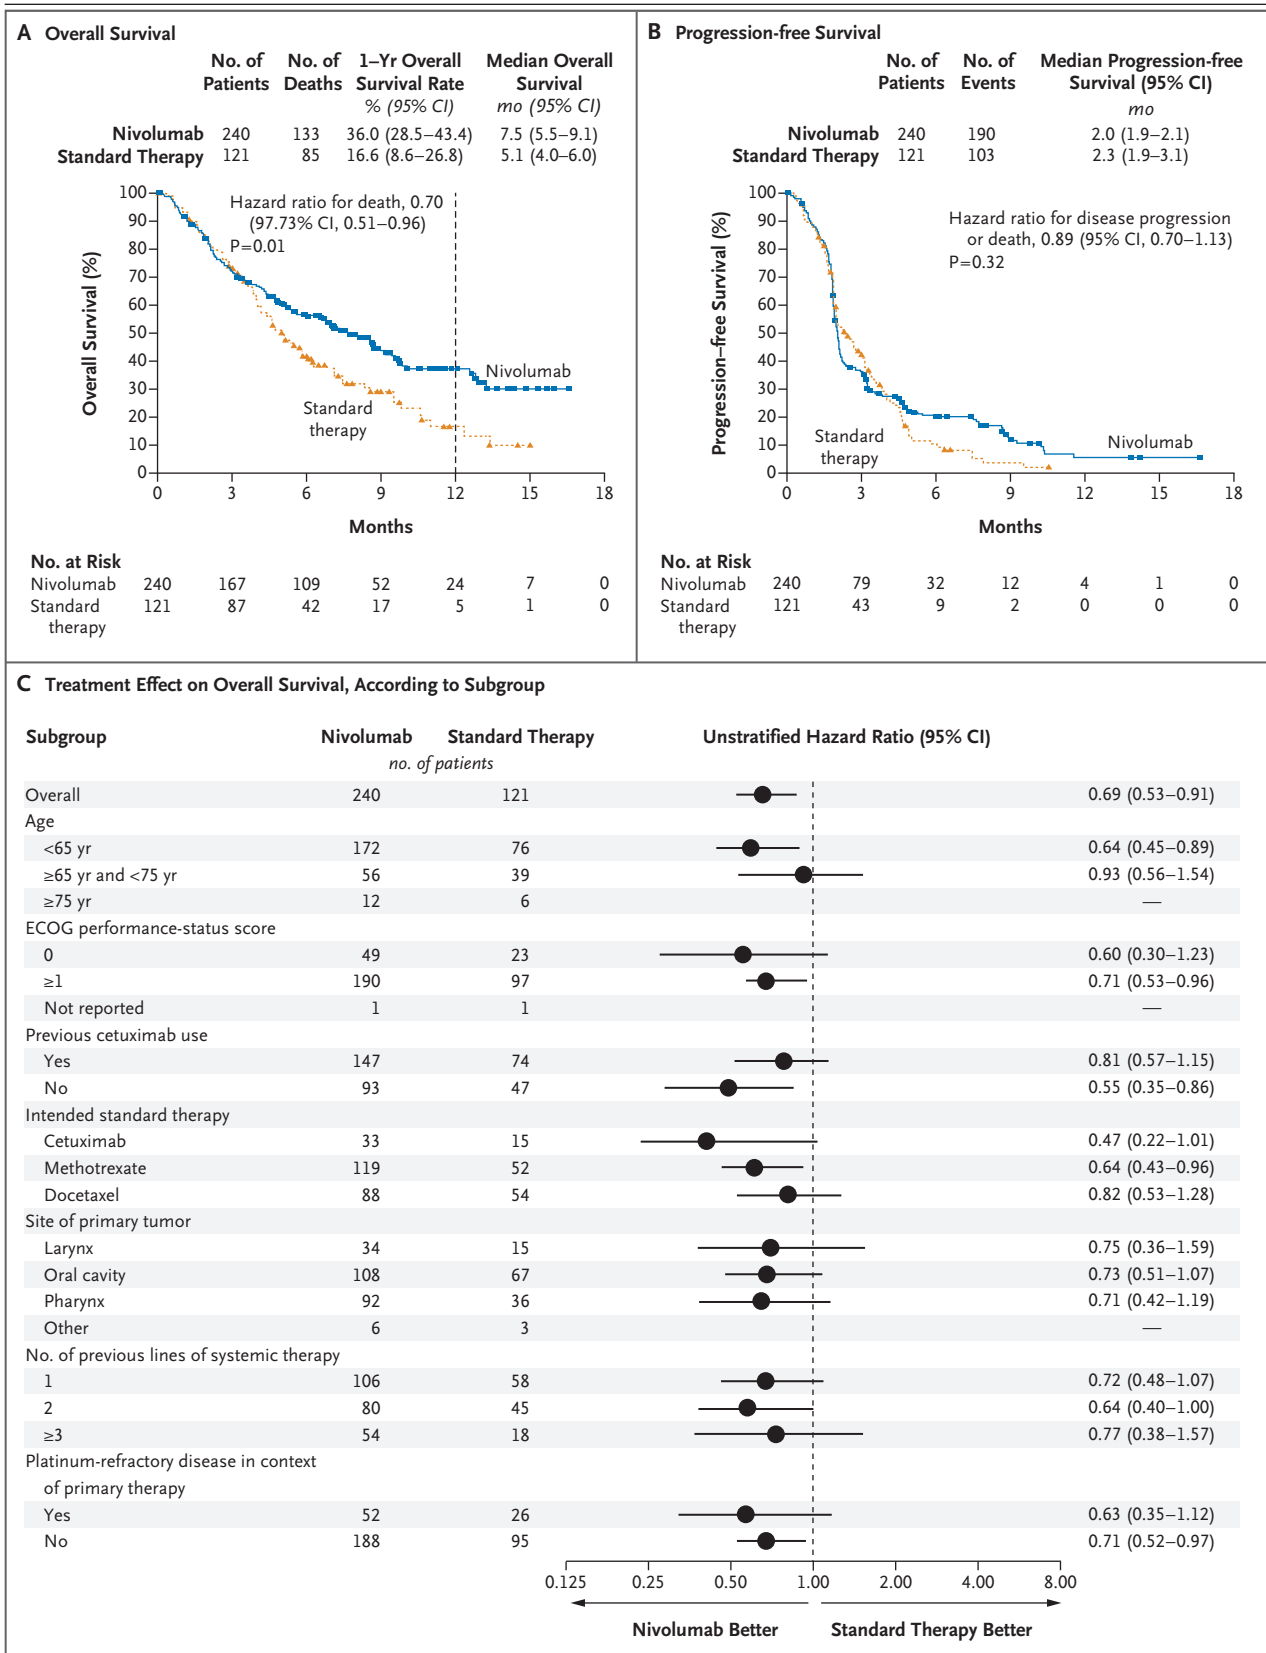 A Overall Survival
No. of Patients No. of Deaths 1–Yr Overall Survival Rate Median Overall Survival
% (95% CI) mo (95% CI)
Nivolumab 240 133 36.0 (28.5–43.4) 7.5 (5.5–9.1)
Standard Therapy 121 85 16.6 (8.6–26.8) 5.1 (4.0–6.0)
Overall Survival (%)
100
90
80
70
60
50
40
30
20
10
0
Hazard ratio for death, 0.70
(97.73% CI, 0.51–0.96)
P=0.01
Nivolumab
Standard
therapy
0 3 6 9 12 15 18
Months
No. at Risk
Nivolumab 240 167 109 52 24 7 0
Standard therapy 121 87 42 17 5 1 0
B Progression-free Survival
No. of Patients No. of Events Median Progression-free Survival (95% CI)
mo
Nivolumab 240 190 2.0 (1.9–2.1)
Standard Therapy 121 103 2.3 (1.9–3.1)
Progression–free Survival (%)
100
90
80
70
60
50
40
30
20
10
0
Hazard ratio for disease progression
or death, 0.89 (95% CI, 0.70–1.13)
P=0.32
Standard
therapy
Nivolumab
0 3 6 9 12 15 18
Months
No. at Risk
Nivolumab 240 79 32 12 4 1 0
Standard therapy 121 43 9 2 0 0 0
C Treatment Effect on Overall Survival, According to Subgroup
Subgroup Nivolumab Standard Therapy Unstratified Hazard Ratio (95% CI)
no. of patients
Overall 240 121 0.69 (0.53–0.91)
Age
<65 yr 172 76 0.64 (0.45–0.89)
≥65 yr and <75 yr 56 39 0.93 (0.56–1.54)
≥75 yr 12 6 —
ECOG performance-status score
0 49 23 0.60 (0.30–1.23)
≥1 190 97 0.71 (0.53–0.96)
Not reported 1 1 —
Previous cetuximab use
Yes 147 74 0.81 (0.57–1.15)
No 93 47 0.55 (0.35–0.86)
Intended standard therapy
Cetuximab 33 15 0.47 (0.22–1.01)
Methotrexate 119 52 0.64 (0.43–0.96)
Docetaxel 88 54 0.82 (0.53–1.28)
Site of primary tumor
Larynx 34 15 0.75 (0.36–1.59)
Oral cavity 108 67 0.73 (0.51–1.07)
Pharynx 92 36 0.71 (0.42–1.19)
Other 6 3 —
No. of previous lines of systemic therapy
1 106 58 0.72 (0.48–1.07)
2 80 45 0.64 (0.40–1.00)
≥3 54 18 0.77 (0.38–1.57)
Platinum-refractory disease in context
of primary therapy
Yes 52 26 0.63 (0.35–1.12)
No 188 95 0.71 (0.52–0.97)
0.125 0.25 0.50 1.00 2.00 4.00 8.00
Nivolumab Better Standard Therapy Better